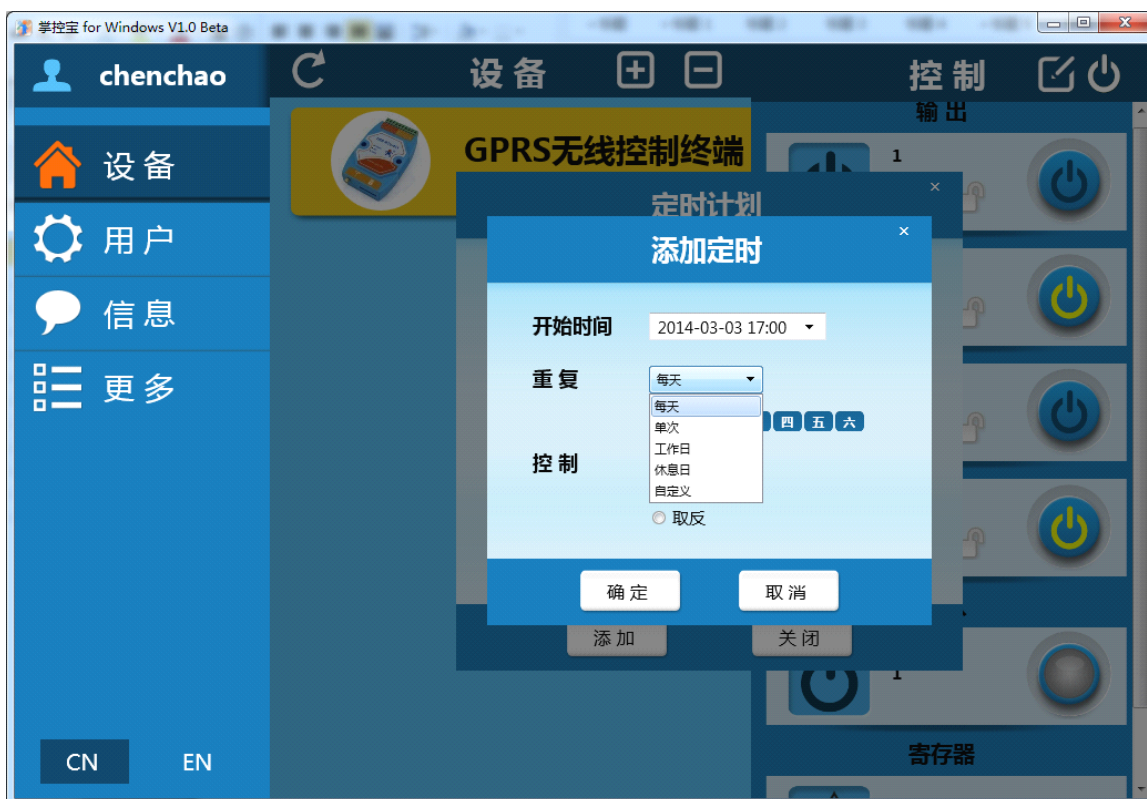 掌控宝 for Windows V1.0 Beta
chenchao
设备
控制
设备
用户
信息
更多
CN
EN
GPRS无线控制终端
输出
1
定时计划
×
添加定时
×
开始时间
2014-03-03 17:00
重复
每天
每天
单次
工作日
休息日
自定义
四 五 六
控制
取反
确定
取消
添加
关闭
1
寄存器